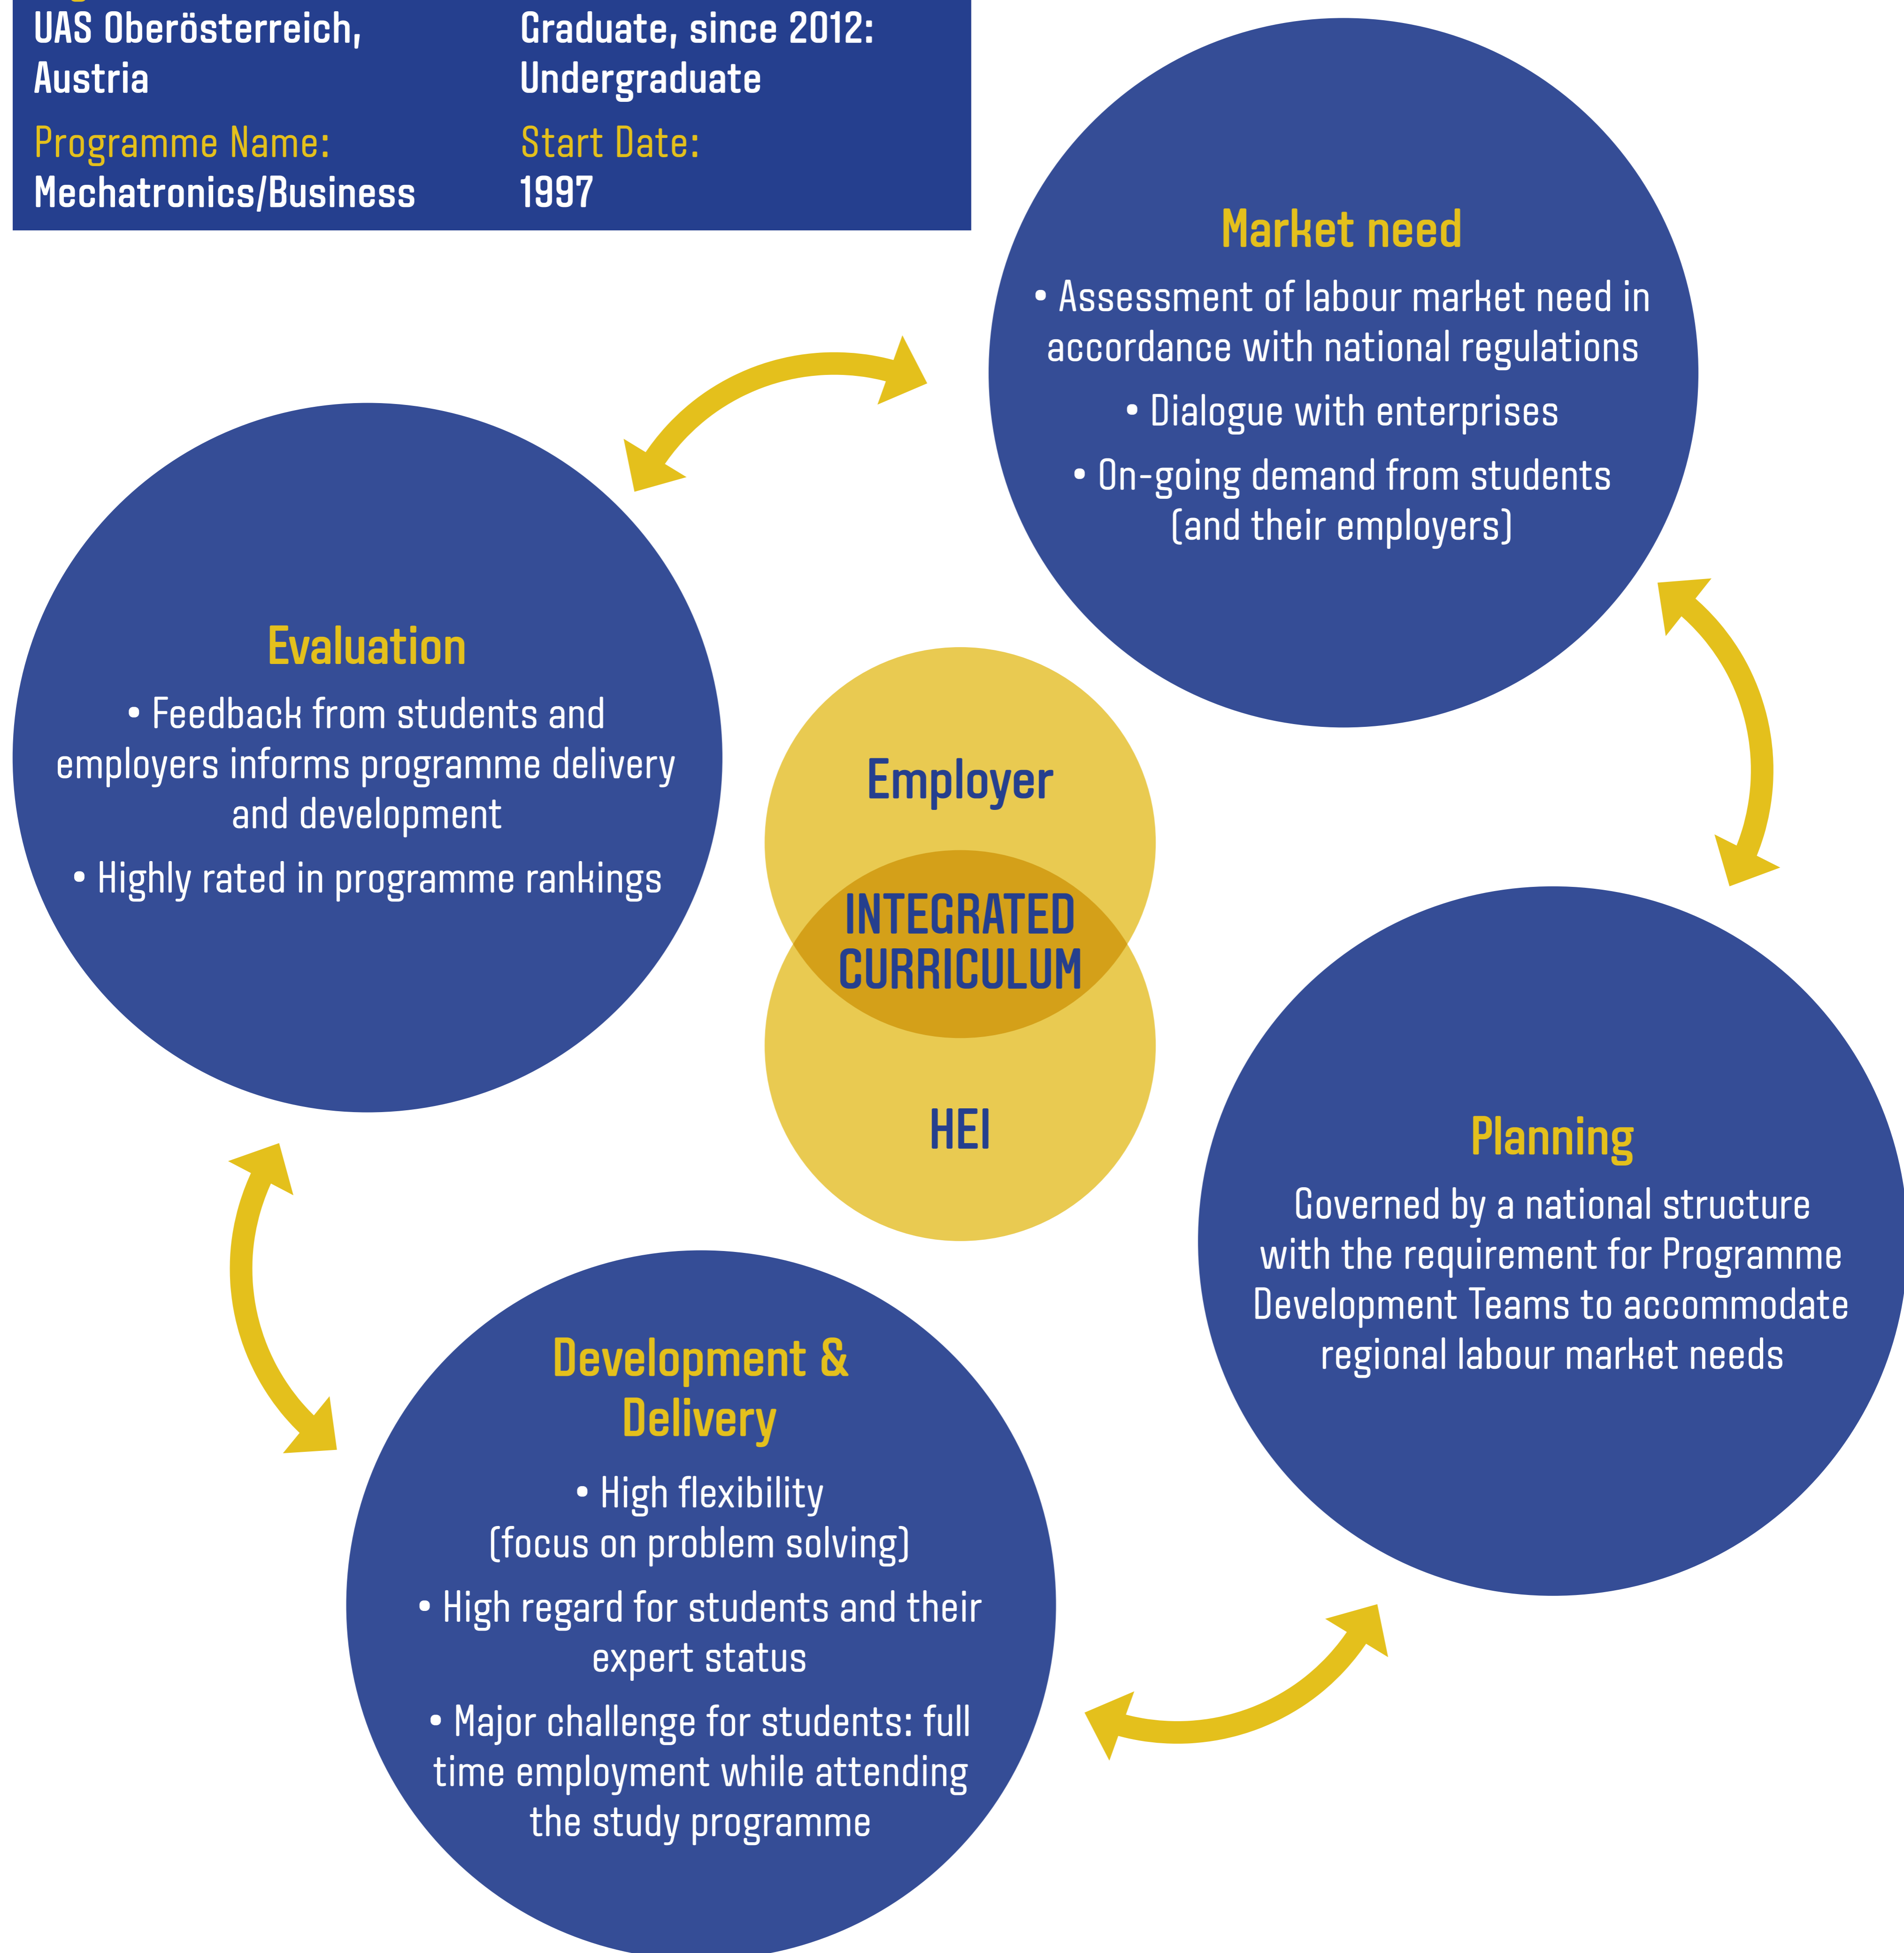 UAS Oberösterreich,
Austria
Programme Name:
Mechatronics/Business
Graduate, since 2012:
Undergraduate
Start Date:
1997
Market need
• Assessment of labour market need in
accordance with national regulations
• Dialogue with enterprises
• On-going demand from students
(and their employers)
Evaluation
• Feedback from students and
employers informs programme delivery
and development
• Highly rated in programme rankings
Employer
INTEGRATED
CURRICULUM
HEI
Planning
Governed by a national structure
with the requirement for Programme
Development Teams to accommodate
regional labour market needs
Development &
Delivery
• High flexibility
(focus on problem solving)
• High regard for students and their
expert status
• Major challenge for students: full
time employment while attending
the study programme